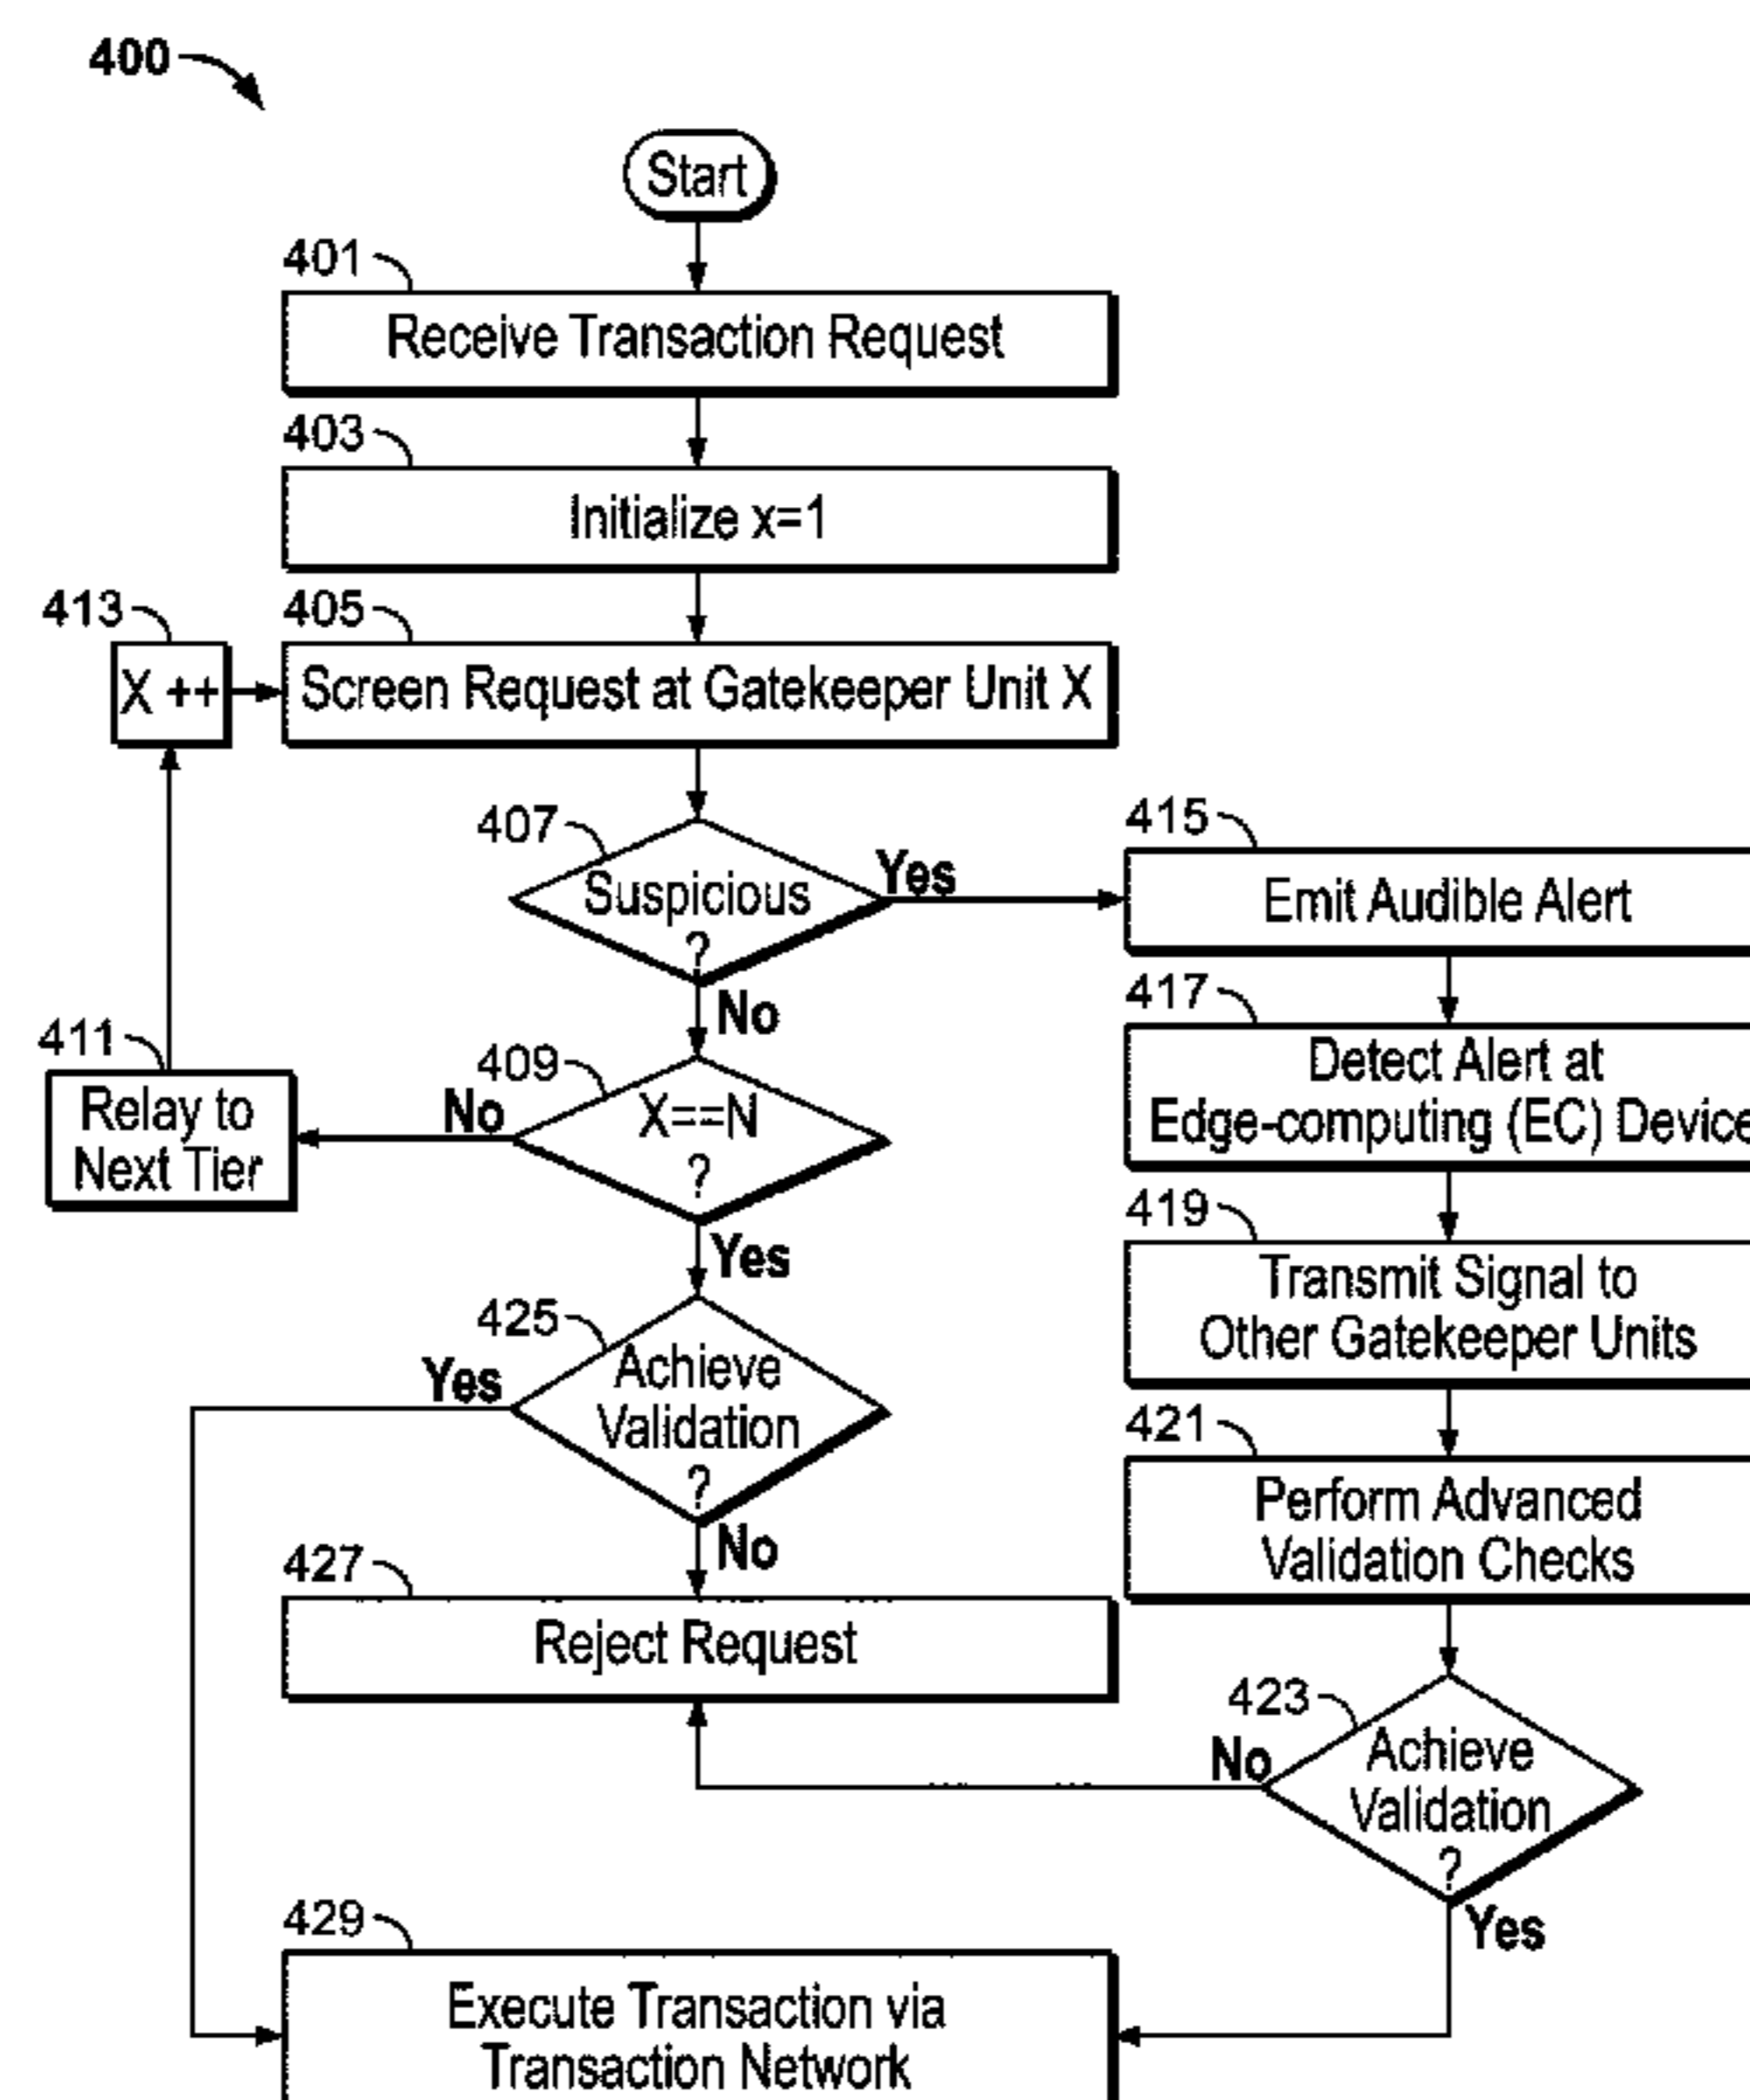 400
Start
401
Receive Transaction Request
403
Initialize x=1
413
X ++
405
Screen Request at Gatekeeper Unit X
407
Suspicious
?
Yes
No
415
Emit Audible Alert
417
Detect Alert at
Edge-computing (EC) Device
411
Relay to
Next Tier
409
X==N
?
No
Yes
419
Transmit Signal to
Other Gatekeeper Units
425
Achieve
Validation
?
Yes
No
421
Perform Advanced
Validation Checks
427
Reject Request
423
Achieve
Validation
?
No
Yes
429
Execute Transaction via
Transaction Network